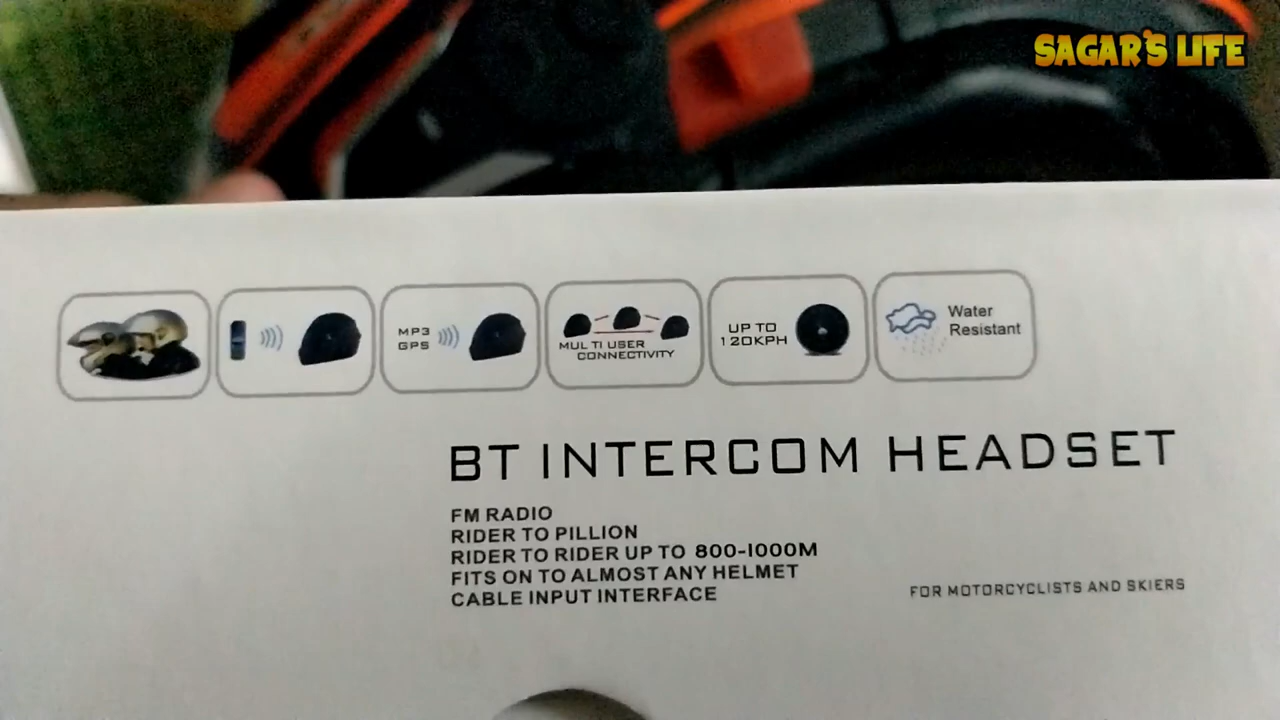 SAGAR'S LIFE
MP3
GPS
MULTI USER
CONNECTIVITY
UP TO
120KPH
Water
Resistant
BT INTERCOM HEADSET
FM RADIO
RIDER TO PILLION
RIDER TO RIDER UP TO 800-1000M
FITS ON TO ALMOST ANY HELMET
CABLE INPUT INTERFACE
FOR MOTORCYCLISTS AND SKIERS